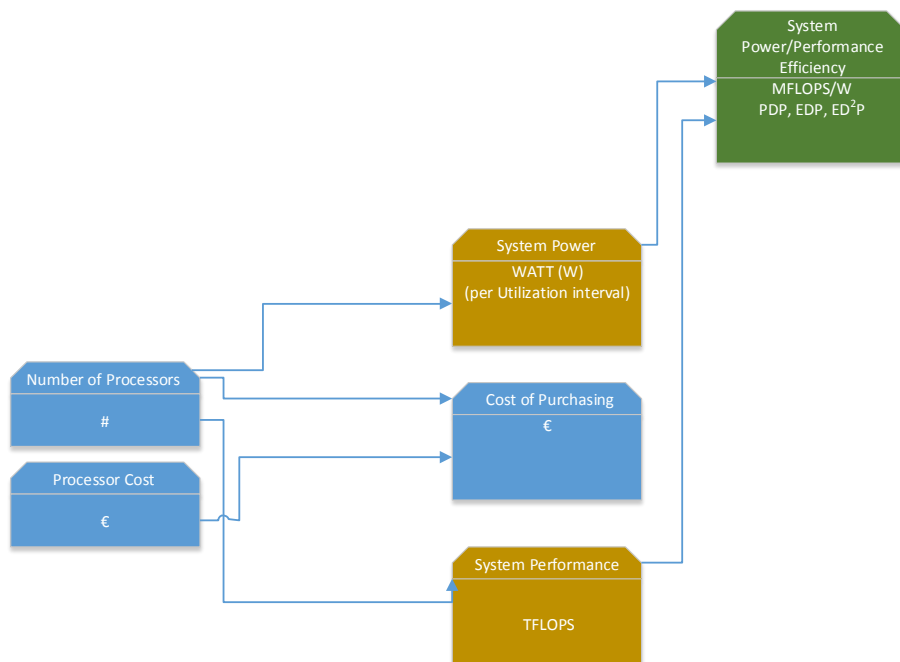 System
Power/Performance
Efficiency
MFLOPS/W
PDP, EDP, ED²P
System Power
WATT (W)
(per Utilization interval)
Number of Processors
#
Cost of Purchasing
€
Processor Cost
€
System Performance
TFLOPS